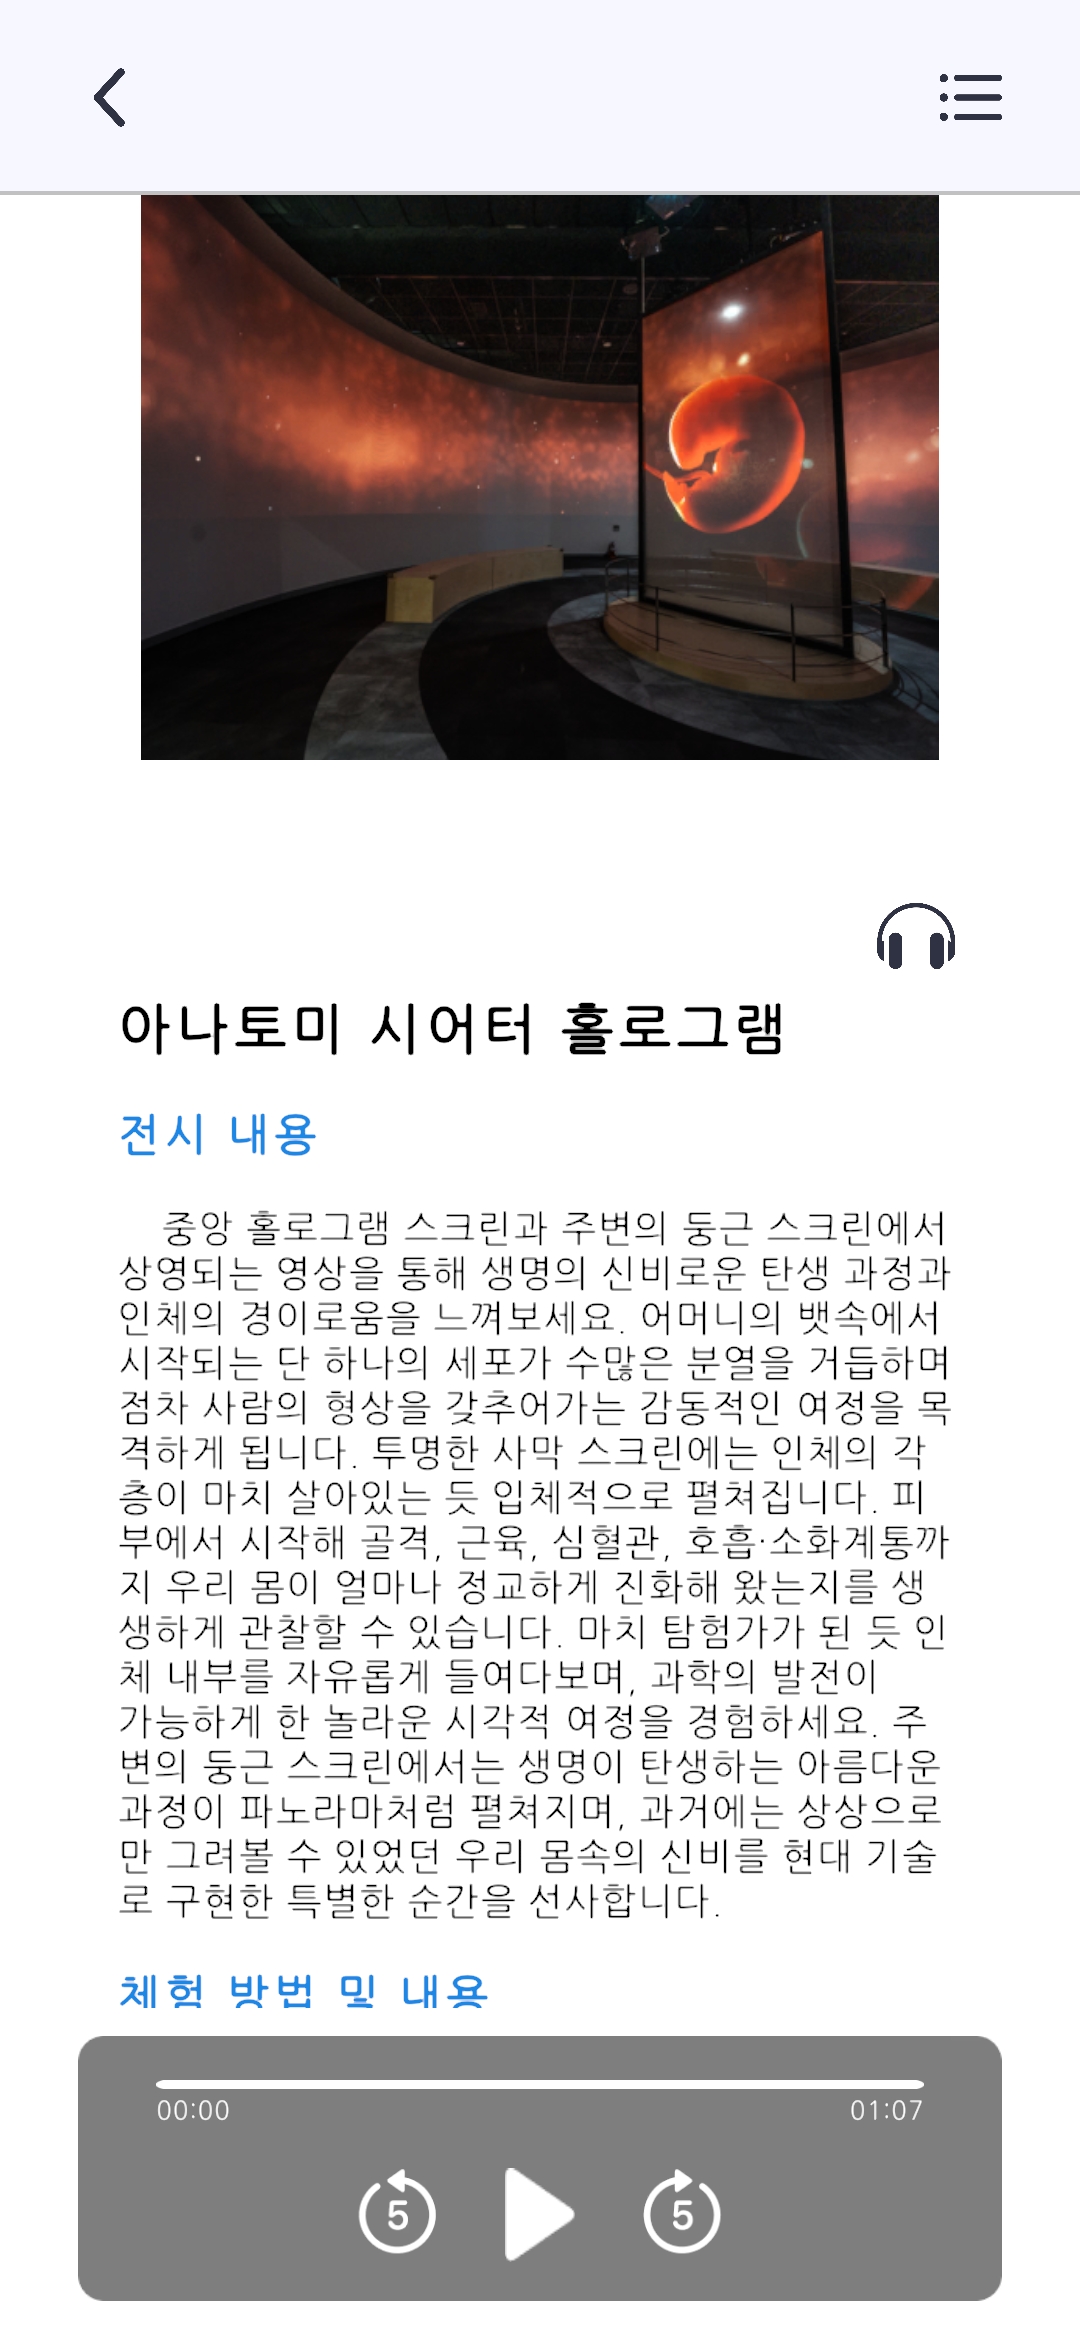 아나토미 시어터 홀로그램
전시 내용
중앙 홀로그램 스크린과 주변의 둥근 스크린에서
상영되는 영상을 통해 생명의 신비로운 탄생 과정과
인체의 경이로움을 느껴보세요. 어머니의 뱃속에서
시작되는 단 하나의 세포가 수많은 분열을 거듭하며
점차 사람의 형상을 갖추어가는 감동적인 여정을 목
격하게 됩니다. 투명한 사막 스크린에는 인체의 각
층이 마치 살아있는 듯 입체적으로 펼쳐집니다. 피
부에서 시작해 골격, 근육, 심혈관, 호흡·소화계통까
지 우리 몸이 얼마나 정교하게 진화해 왔는지를 생
생하게 관찰할 수 있습니다. 마치 탐험가가 된 듯 인
체 내부를 자유롭게 들여다보며, 과학의 발전이
가능하게 한 놀라운 시각적 여정을 경험하세요. 주
변의 둥근 스크린에서는 생명이 탄생하는 아름다운
과정이 파노라마처럼 펼쳐지며, 과거에는 상상으로
만 그려볼 수 있었던 우리 몸속의 신비를 현대 기술
로 구현한 특별한 순간을 선사합니다.
체험 방법 및 내용
00:00 01:07
5 5